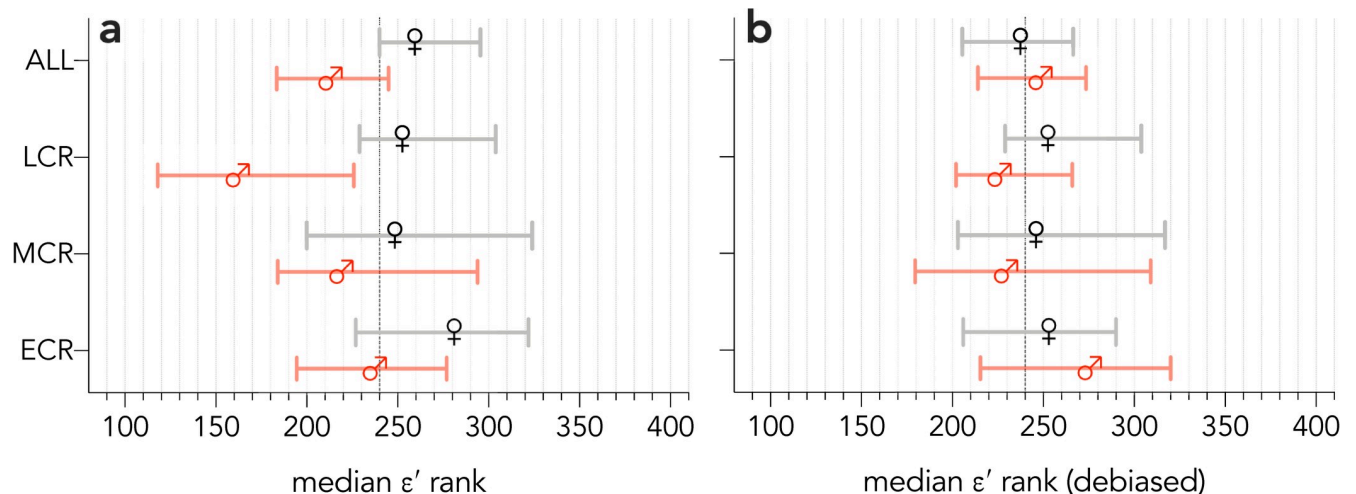 a
b
ALL
LCR
MCR
ECR
100 150 200 250 300 350 400
100 150 200 250 300 350 400
median ε′ rank
median ε′ rank (debiased)